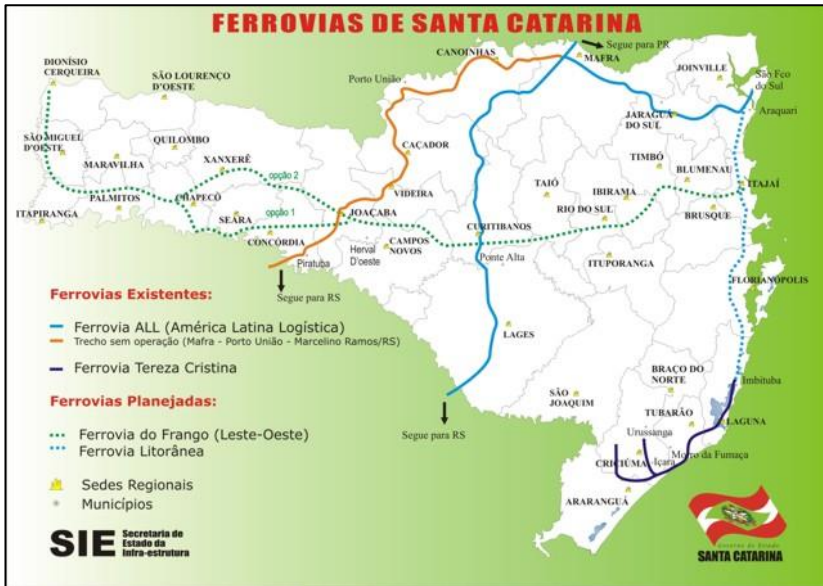 FERROVIAS DE SANTA CATARINA
Segue para PR
CANOINHAS
MAFRA
DIONÍSIO
CERQUEIRA
SÃO LOURENÇO
D'OESTE
Porto União
JOINVILLE
São Fco
do Sul
Araquari
JARAGUÁ
DO SUL
SÃO MIGUEL
D'OESTE
MARAVILHA
QUILOMBO
XANXERÊ
CAÇADOR
TIMBÓ
BLUMENAU
opção 2
VIDEIRA
TAIÓ
IBIRAMA
ITAJAÍ
PALMITOS
CHAPECÓ
opção 1
JOAÇABA
RIO DO SUL
BRUSQUE
ITAPIRANGA
SEARA
CURITIBANOS
CONCÓRDIA
Herval
D'oeste
CAMPOS
NOVOS
Piratuba
Ponte Alta
ITUPORANGA
FLORIANÓPOLIS
Segue para RS
Ferrovias Existentes:
Ferrovia ALL (América Latina Logística)
Trecho sem operação (Mafra - Porto União - Marcelino Ramos/RS)
Ferrovia Tereza Cristina
LAGES
BRAÇO DO
NORTE
Imbituba
SÃO
JOAQUIM
TUBARÃO
LAGUNA
Ferrovias Planejadas:
Ferrovia do Frango (Leste-Oeste)
Ferrovia Litorânea
Segue para RS
Urussanga
Morro da Fumaça
CRICIÚMA
Içara
ARARANGUÁ
Sedes Regionais
Municípios
SIE
Secretaria de
Estado da
Infra-estrutura
Governo do Estado
SANTA CATARINA